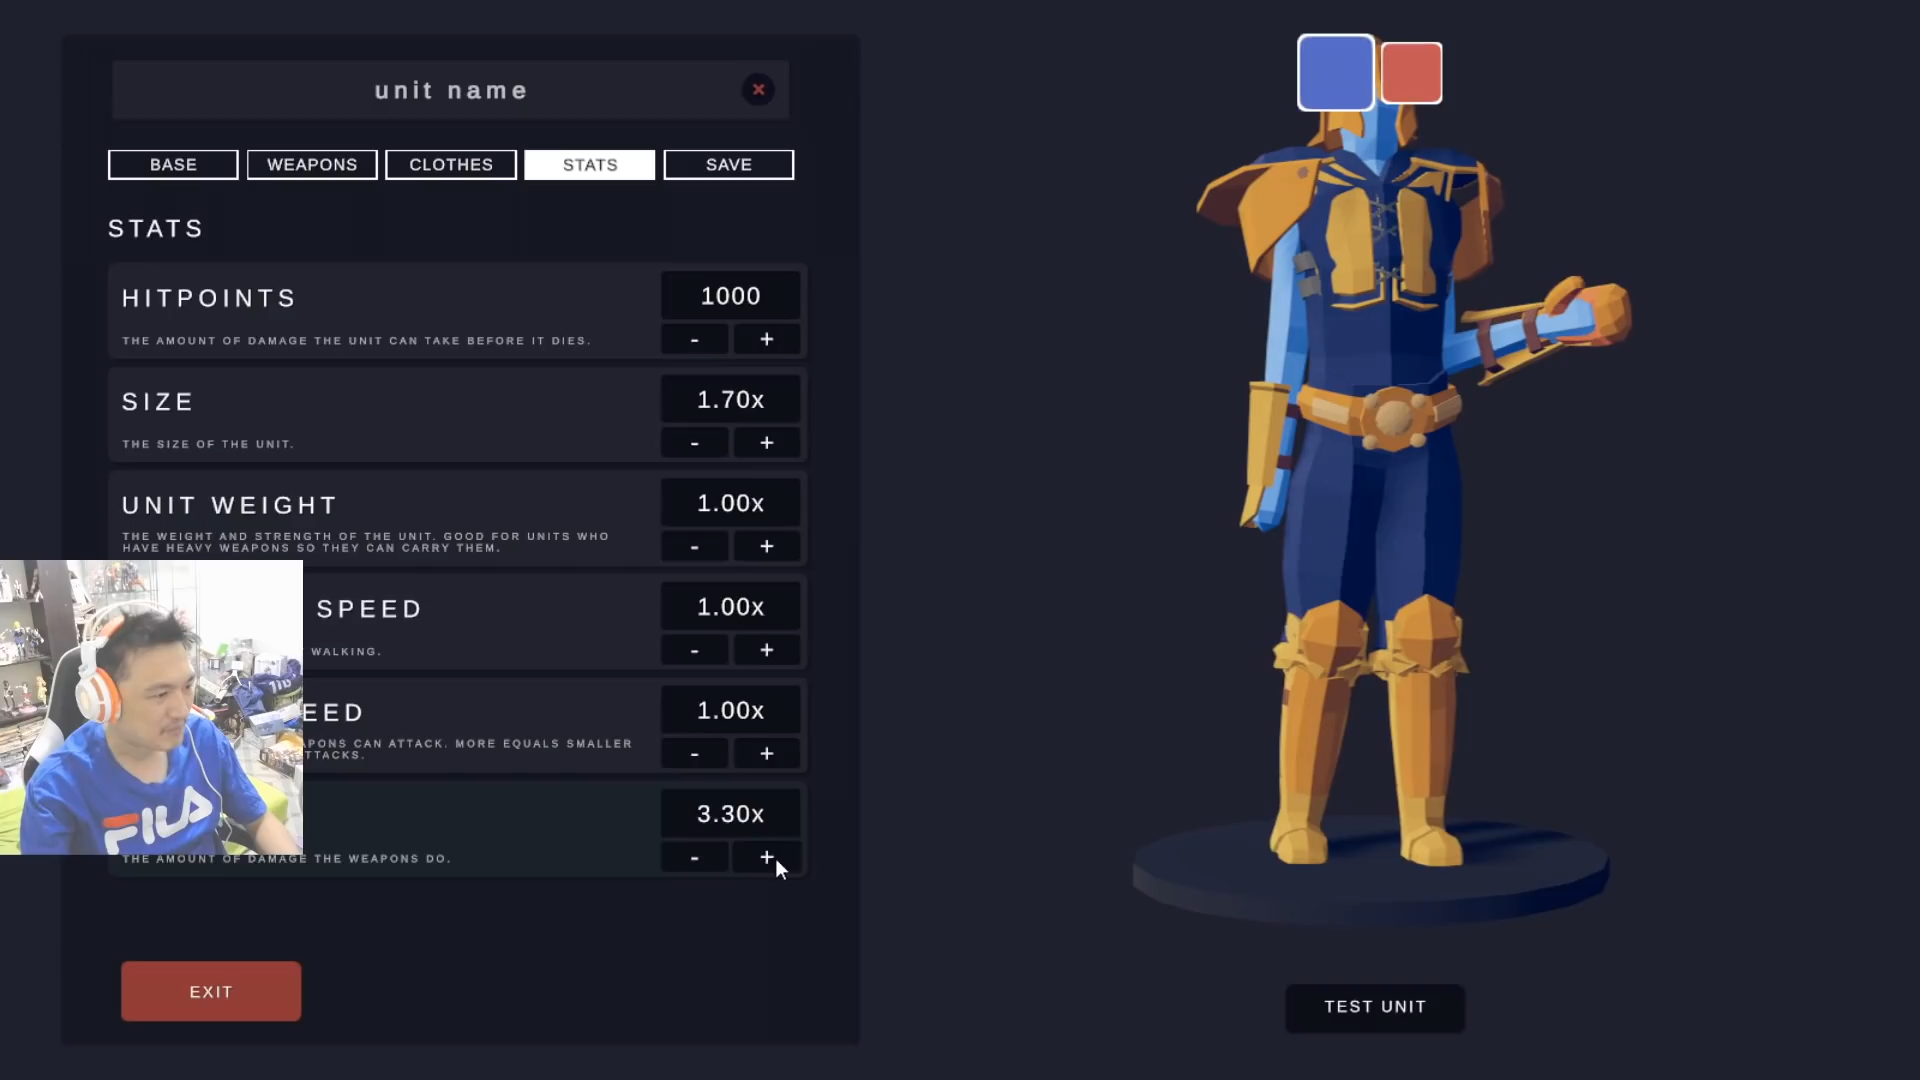 unit name
BASE WEAPONS CLOTHES STATS SAVE
STATS
HITPOINTS
1000
THE AMOUNT OF DAMAGE THE UNIT CAN TAKE BEFORE IT DIES.
- +
SIZE
1.70x
THE SIZE OF THE UNIT.
- +
UNIT WEIGHT
1.00x
THE WEIGHT AND STRENGTH OF THE UNIT. GOOD FOR UNITS WHO
HAVE HEAVY WEAPONS SO THEY CAN CARRY THEM.
- +
SPEED
1.00x
WALKING.
- +
EED
1.00x
APONS CAN ATTACK. MORE EQUALS SMALLER
TTACKS.
- +
3.30x
THE AMOUNT OF DAMAGE THE WEAPONS DO.
- +
FILA
EXIT
TEST UNIT